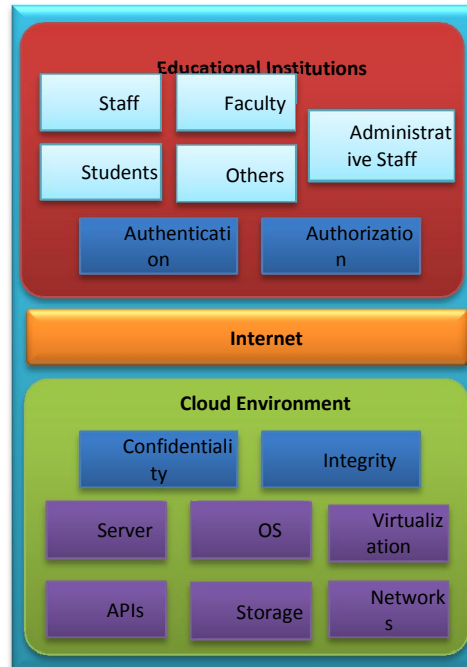 Educational Institutions
Staff
Faculty
Administrat
ive Staff
Students
Others
Authenticati
on
Authorizatio
n
Internet
Cloud Environment
Confidentiali
ty
Integrity
Server
OS
Virtualiz
ation
APIs
Storage
Network
s